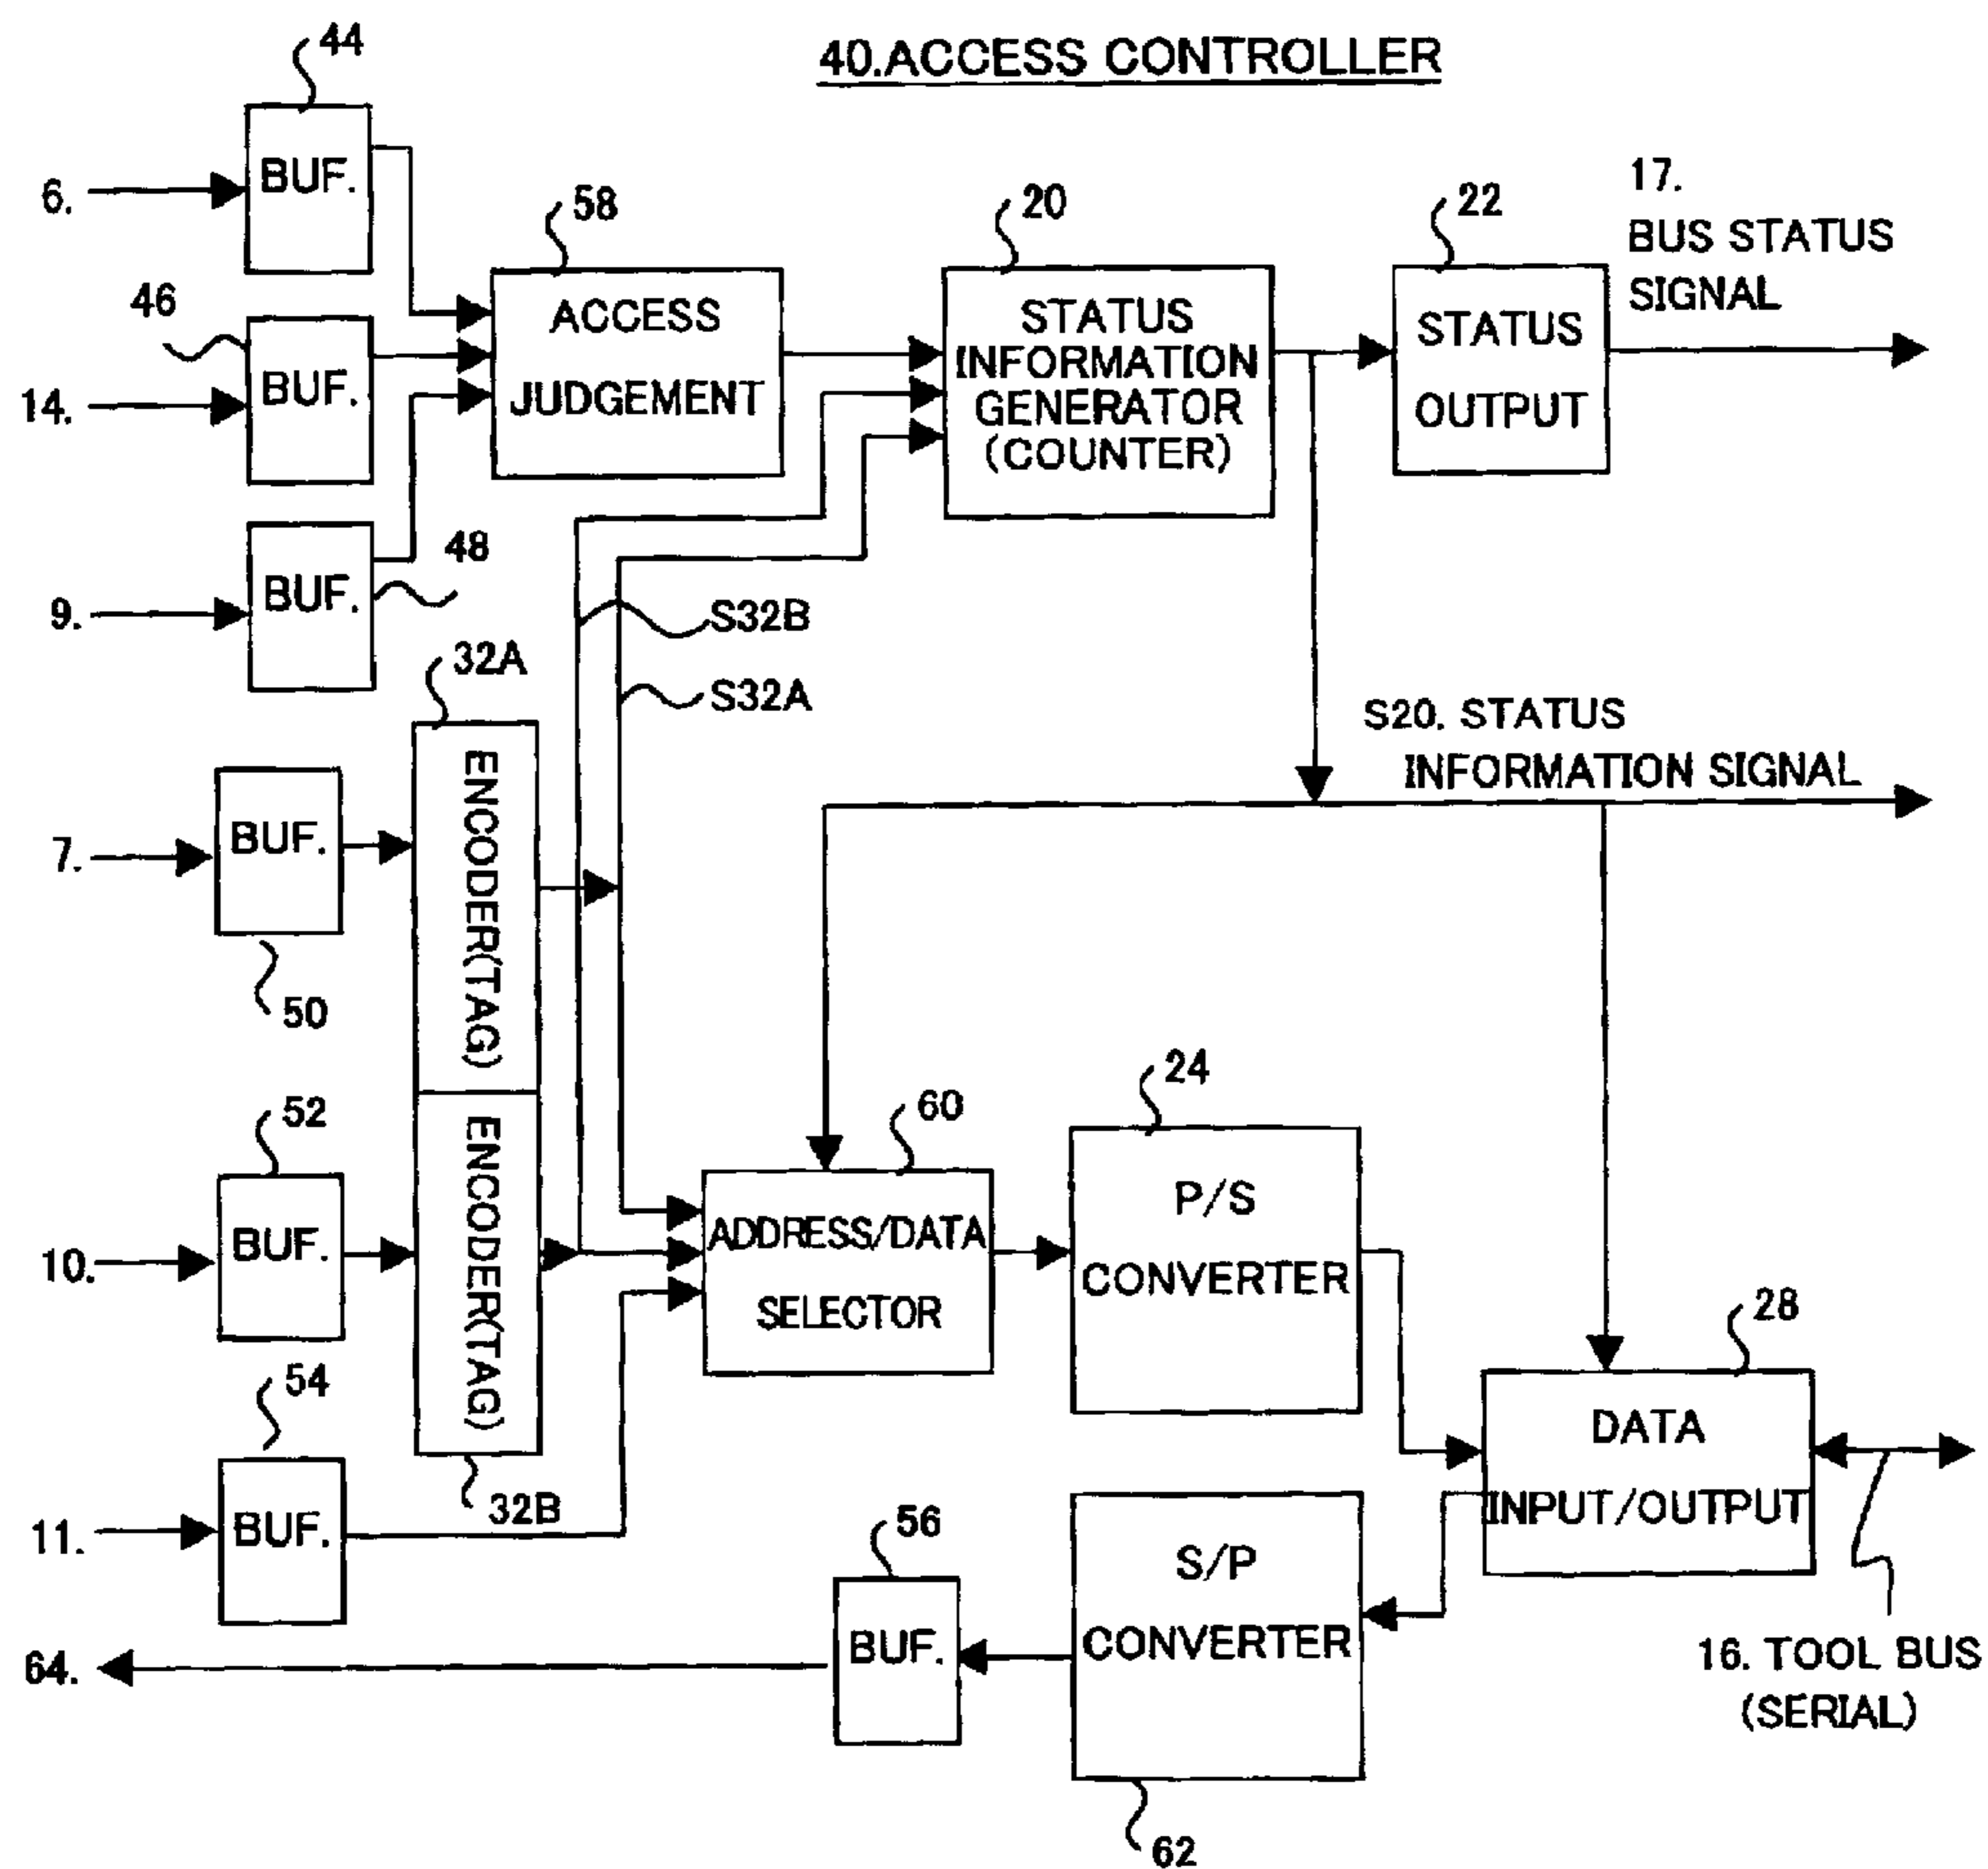 40.ACCESS CONTROLLER
44
BUF.
6.
58
20
22
17.
BUS STATUS
SIGNAL
46
BUF.
14.
ACCESS
JUDGEMENT
STATUS
INFORMATION
GENERATOR
(COUNTER)
STATUS
OUTPUT
48
BUF.
9.
S32B
32A
S32A
S20. STATUS
INFORMATION SIGNAL
ENCODER(TAG)
BUF.
7.
50
24
60
52
ENCODER(TAG)
BUF.
10.
ADDRESS/DATA
SELECTOR
P/S
CONVERTER
28
54
32B
BUF.
11.
DATA
INPUT/OUTPUT
56
S/P
CONVERTER
BUF.
64.
16. TOOL BUS
(SERIAL)
62